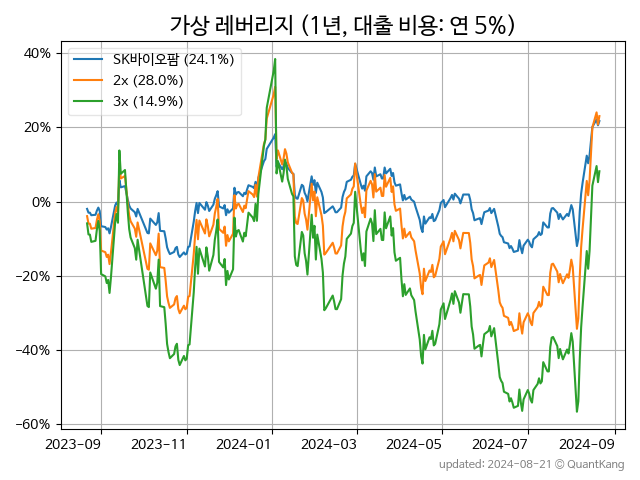 가상 레버리지 (1년, 대출 비용: 연 5%)
SK바이오팜 (24.1%)
2x (28.0%)
3x (14.9%)
40%
20%
0%
−20%
−40%
−60%
2023-09 2023-11 2024-01 2024-03 2024-05 2024-07 2024-09
updated: 2024-08-21 © QuantKang